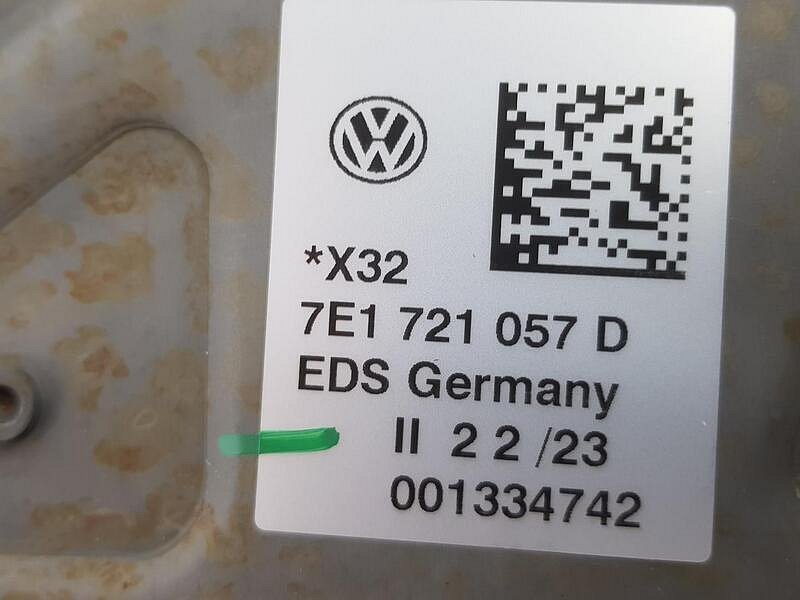 *X32
7E1 721 057 D
EDS Germany
II 2 2 /23
001334742